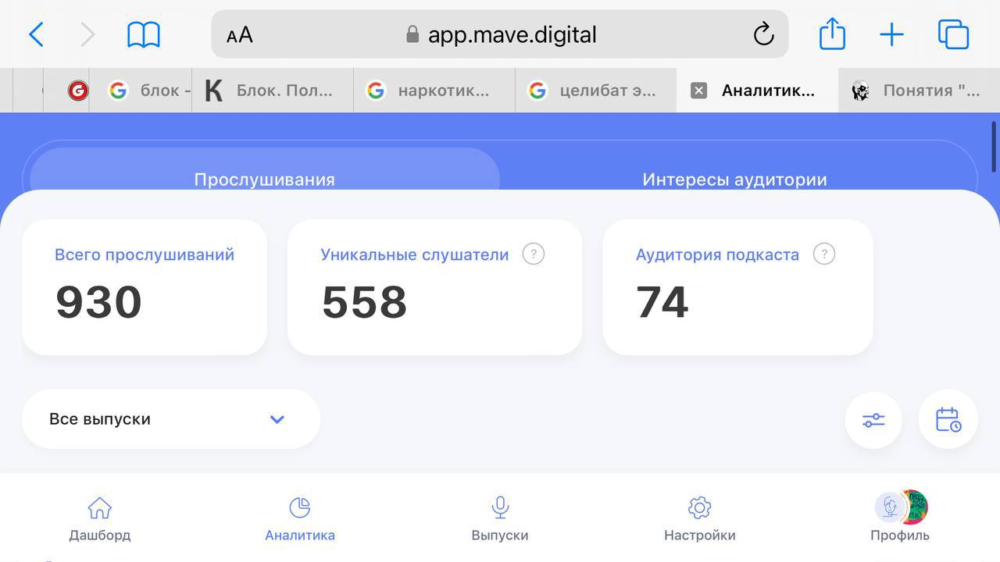 AA app.mave.digital
блок - Блок. Пол... наркотик... целибат э... Аналитик... Понятия "...
Прослушивания Интересы аудитории
Всего прослушиваний Уникальные слушатели ? Аудитория подкаста ?
930 558 74
Все выпуски
Дашборд Аналитика Выпуски Настройки Профиль